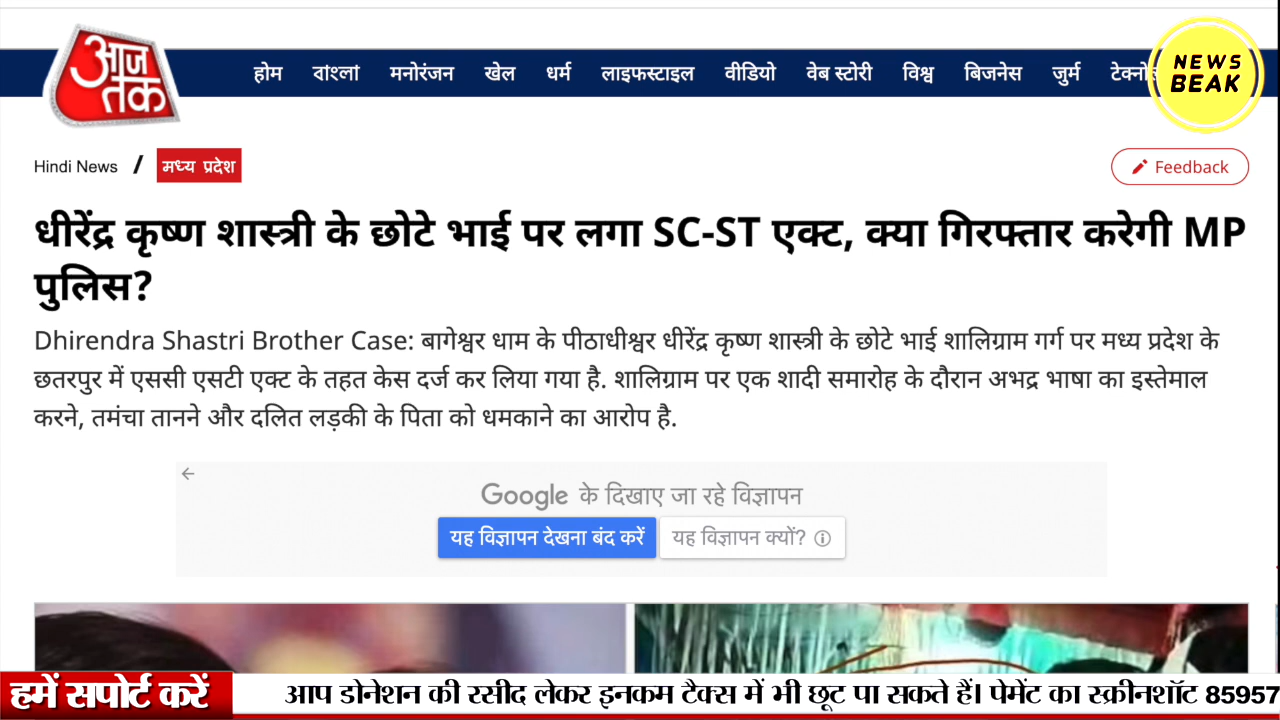 आज तक
होम বাংলা मनोरंजन खेल धर्म लाइफस्टाइल वीडियो वेब स्टोरी विश्व बिजनेस जुर्म
NEWS
BEAK
Hindi News / मध्य प्रदेश
Feedback
धीरेंद्र कृष्ण शास्त्री के छोटे भाई पर लगा SC-ST एक्ट, क्या गिरफ्तार करेगी MP
पुलिस?
Dhirendra Shastri Brother Case: बागेश्वर धाम के पीठाधीश्वर धीरेंद्र कृष्ण शास्त्री के छोटे भाई शालिग्राम गर्ग पर मध्य प्रदेश के
छतरपुर में एससी एसटी एक्ट के तहत केस दर्ज कर लिया गया है. शालिग्राम पर एक शादी समारोह के दौरान अभद्र भाषा का इस्तेमाल
करने, तमंचा तानने और दलित लड़की के पिता को धमकाने का आरोप है.
Google के दिखाए जा रहे विज्ञापन
यह विज्ञापन देखना बंद करें यह विज्ञापन क्यों?
हमें सपोर्ट करें आप डोनेशन की रसीद लेकर इनकम टैक्स में भी छूट पा सकते हैं। पेमेंट का स्क्रीनशॉट 85957